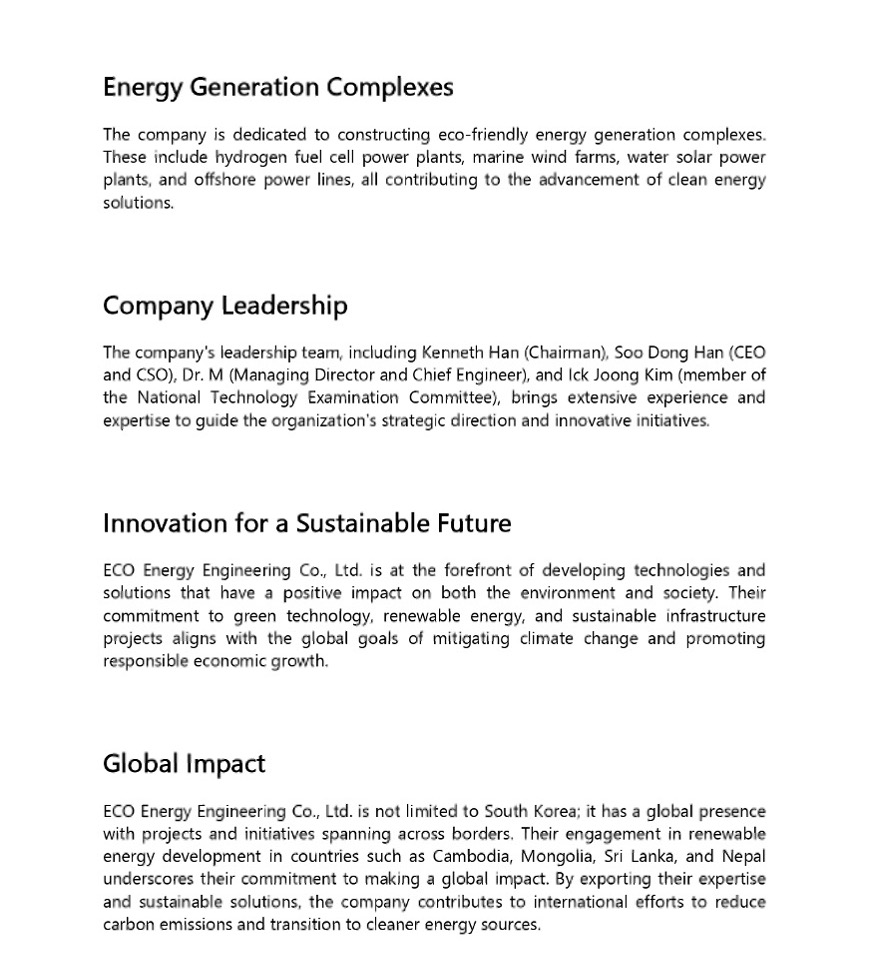 Energy Generation Complexes
The company is dedicated to constructing eco-friendly energy generation complexes.
These include hydrogen fuel cell power plants, marine wind farms, water solar power
plants, and offshore power lines, all contributing to the advancement of clean energy
solutions.
Company Leadership
The company's leadership team, including Kenneth Han (Chairman), Soo Dong Han (CEO
and CSO), Dr. M (Managing Director and Chief Engineer), and Ick Joong Kim (member of
the National Technology Examination Committee), brings extensive experience and
expertise to guide the organization's strategic direction and innovative initiatives.
Innovation for a Sustainable Future
ECO Energy Engineering Co., Ltd. is at the forefront of developing technologies and
solutions that have a positive impact on both the environment and society. Their
commitment to green technology, renewable energy, and sustainable infrastructure
projects aligns with the global goals of mitigating climate change and promoting
responsible economic growth.
Global Impact
ECO Energy Engineering Co., Ltd. is not limited to South Korea; it has a global presence
with projects and initiatives spanning across borders. Their engagement in renewable
energy development in countries such as Cambodia, Mongolia, Sri Lanka, and Nepal
underscores their commitment to making a global impact. By exporting their expertise
and sustainable solutions, the company contributes to international efforts to reduce
carbon emissions and transition to cleaner energy sources.